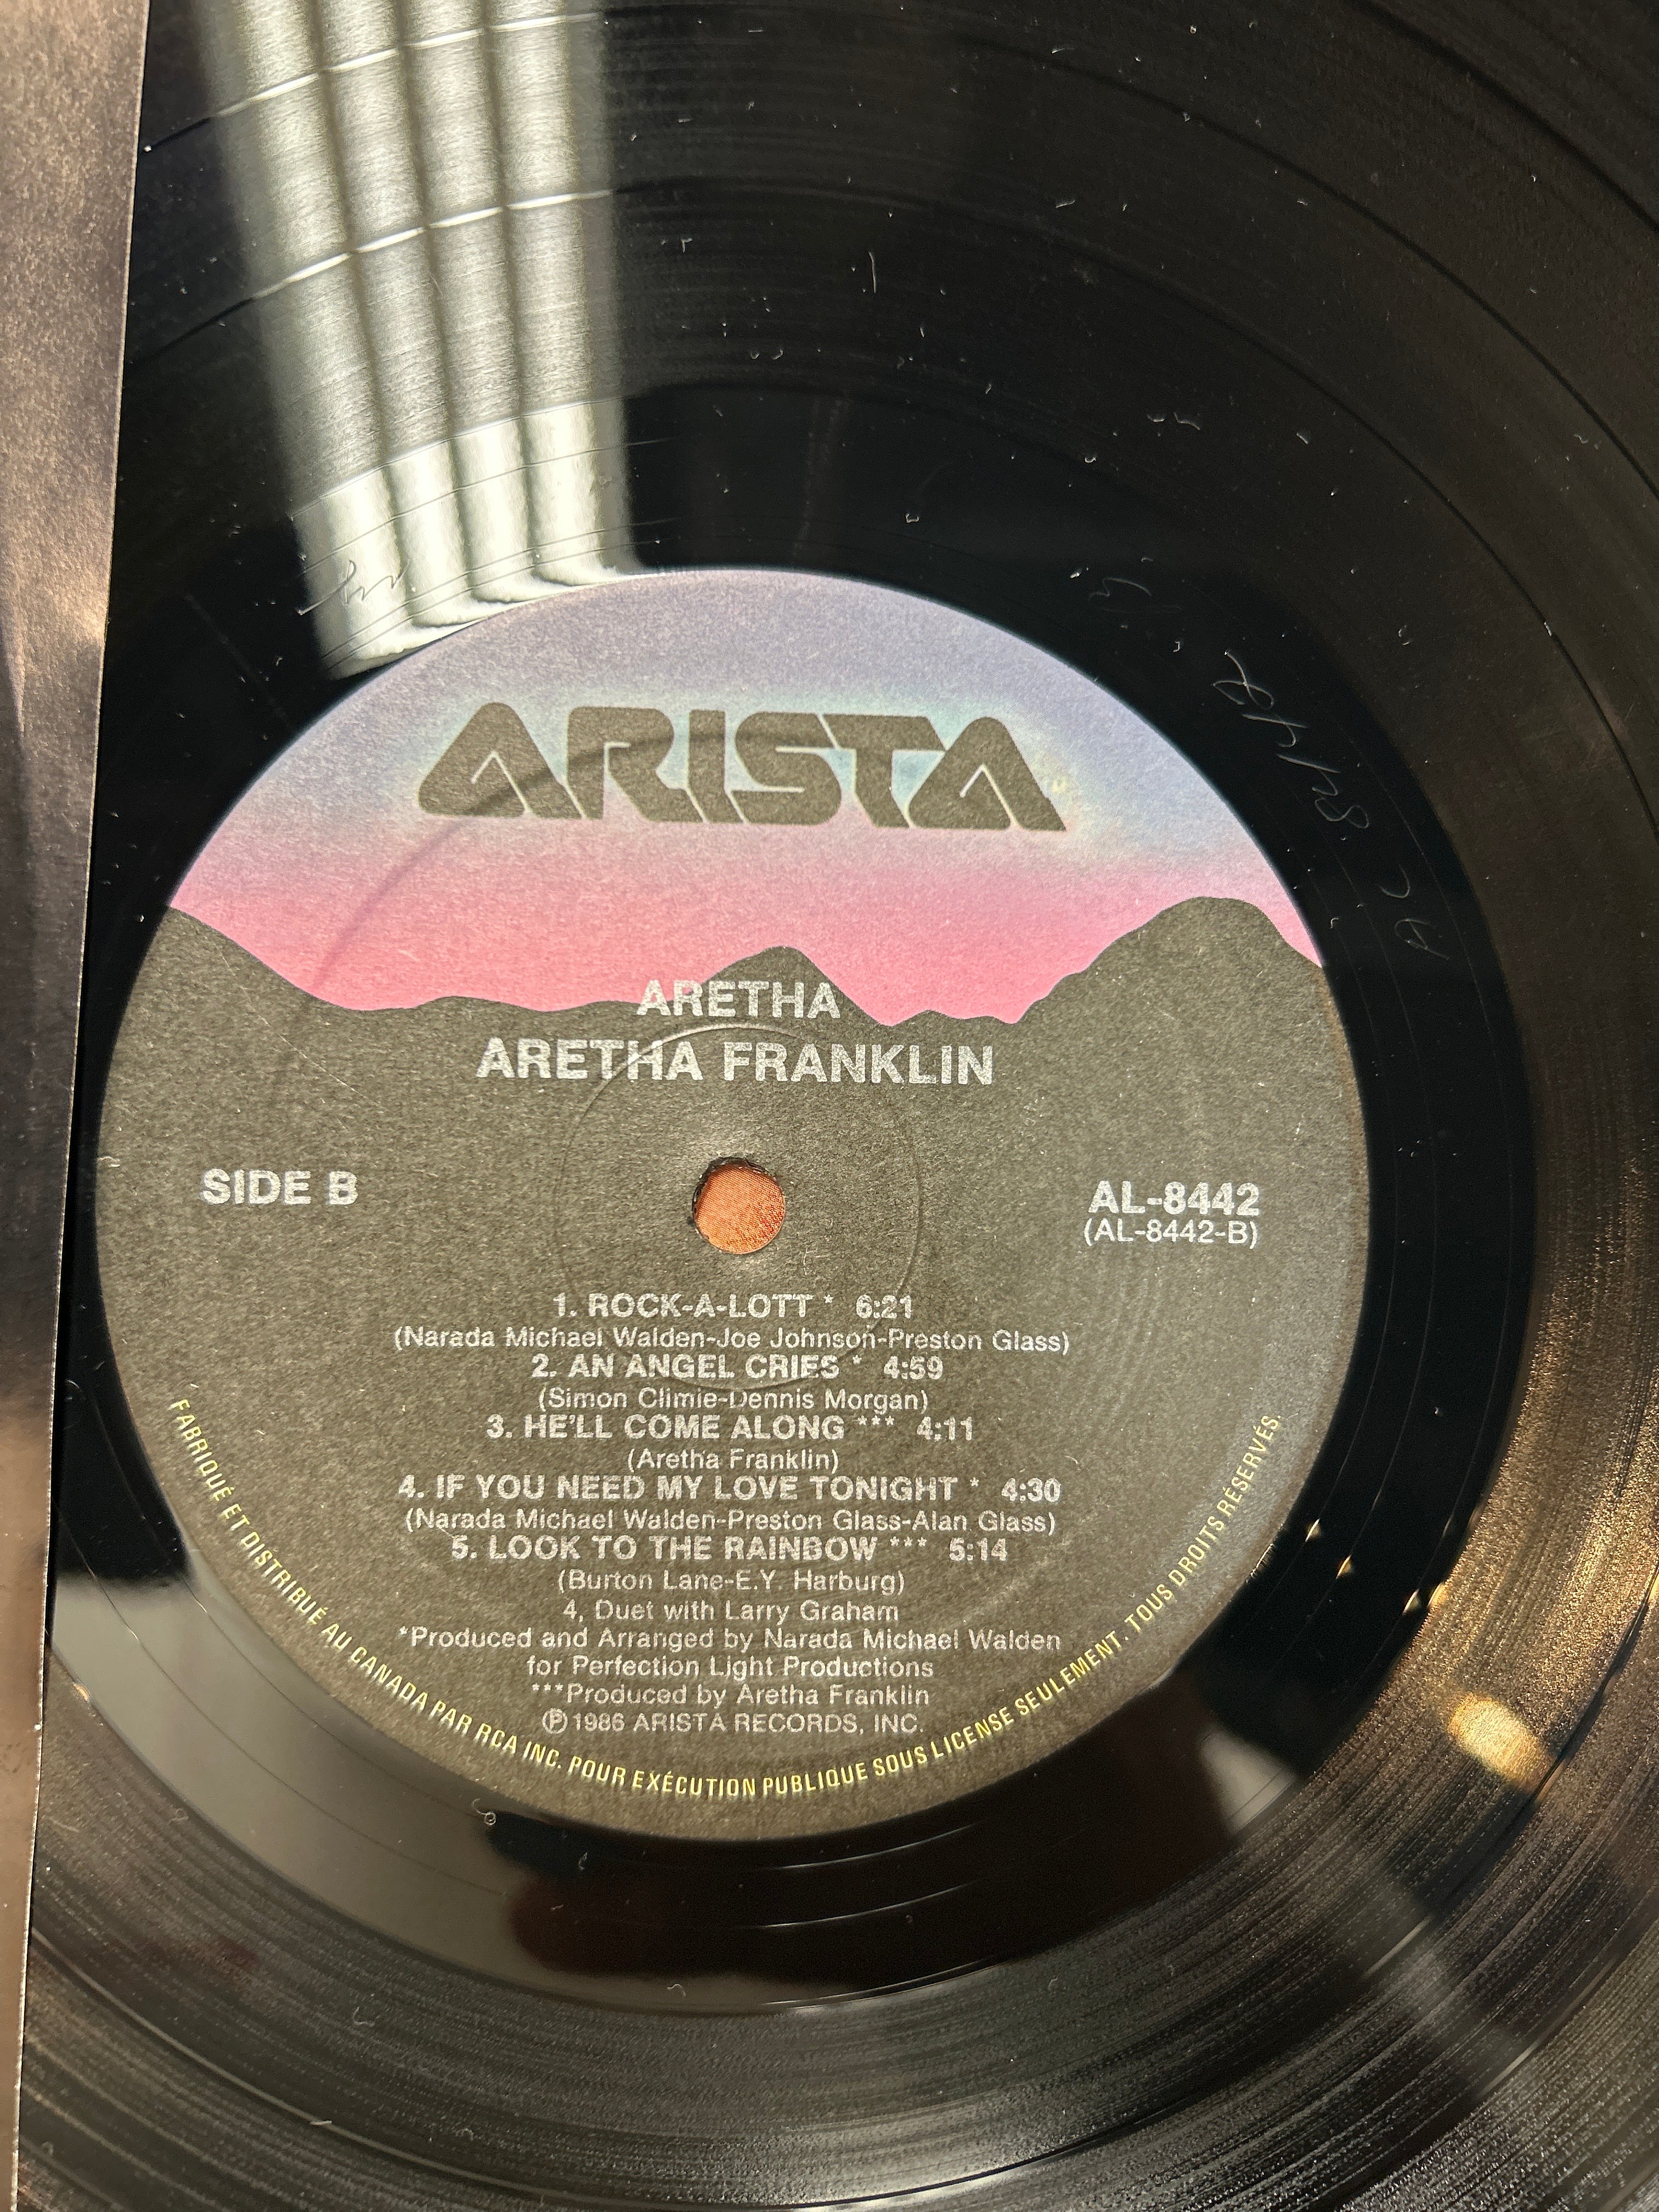 ARISTA
ARETHA
ARETHA FRANKLIN
SIDE B
AL-8442
(AL-8442-B)
1. ROCK-A-LOTT * 6:21
(Narada Michael Walden-Joe Johnson-Preston Glass)
2. AN ANGEL CRIES * 4:59
(Simon Climie-Dennis Morgan)
3. HE'LL COME ALONG *** 4:11
(Aretha Franklin)
4. IF YOU NEED MY LOVE TONIGHT * 4:30
(Narada Michael Walden-Preston Glass-Alan Glass)
5. LOOK TO THE RAINBOW *** 5:14
(Burton Lane-E.Y. Harburg)
4, Duet with Larry Graham
*Produced and Arranged by Narada Michael Walden
for Perfection Light Productions
***Produced by Aretha Franklin
Ⓟ1986 ARISTA RECORDS, INC.
FABRIQUÉ ET DISTRIBUÉ AU CANADA PAR RCA INC. POUR EXÉCUTION PUBLIQUE SOUS LICENSE SEULEMENT. TOUS DROITS RÉSERVÉS.